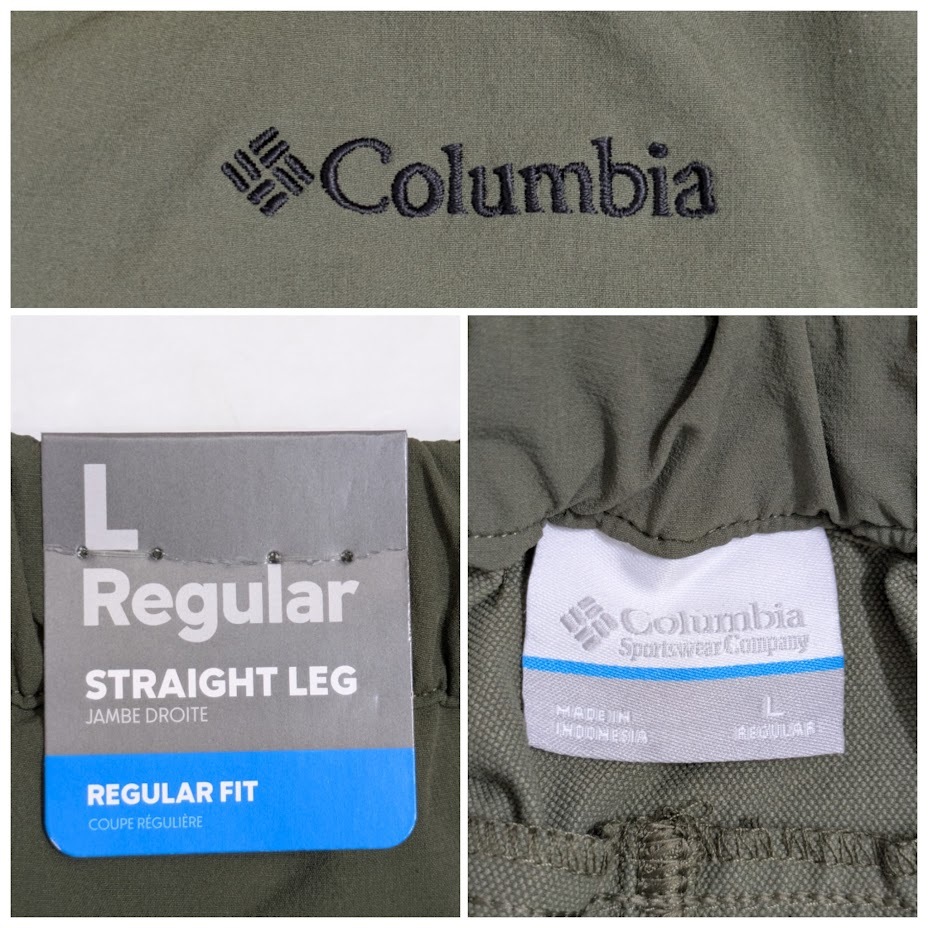 Columbia
L
Regular
STRAIGHT LEG
JAMBE DROITE
REGULAR FIT
COUPE RÉGULIÈRE
Columbia
Sportswear Company
MADE IN
INDONESIA
L
REGULAR